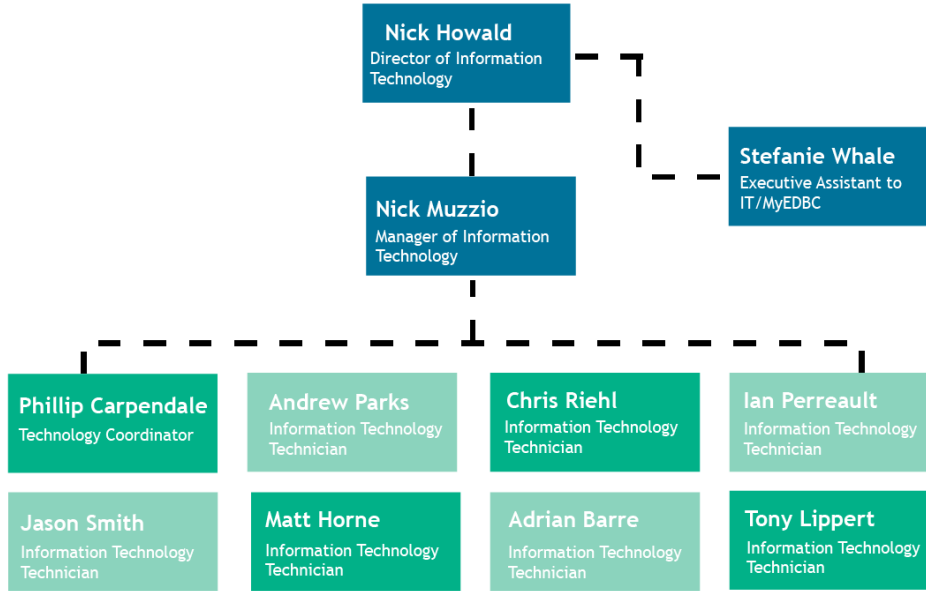 Nick Howald
Director of Information
Technology
Stefanie Whale
Executive Assistant to
IT/MyEDBC
Nick Muzzio
Manager of Information
Technology
Phillip Carpendale
Technology Coordinator
Andrew Parks
Information Technology
Technician
Chris Riehl
Information Technology
Technician
Ian Perreault
Information Technology
Technician
Jason Smith
Information Technology
Technician
Matt Horne
Information Technology
Technician
Adrian Barre
Information Technology
Technician
Tony Lippert
Information Technology
Technician